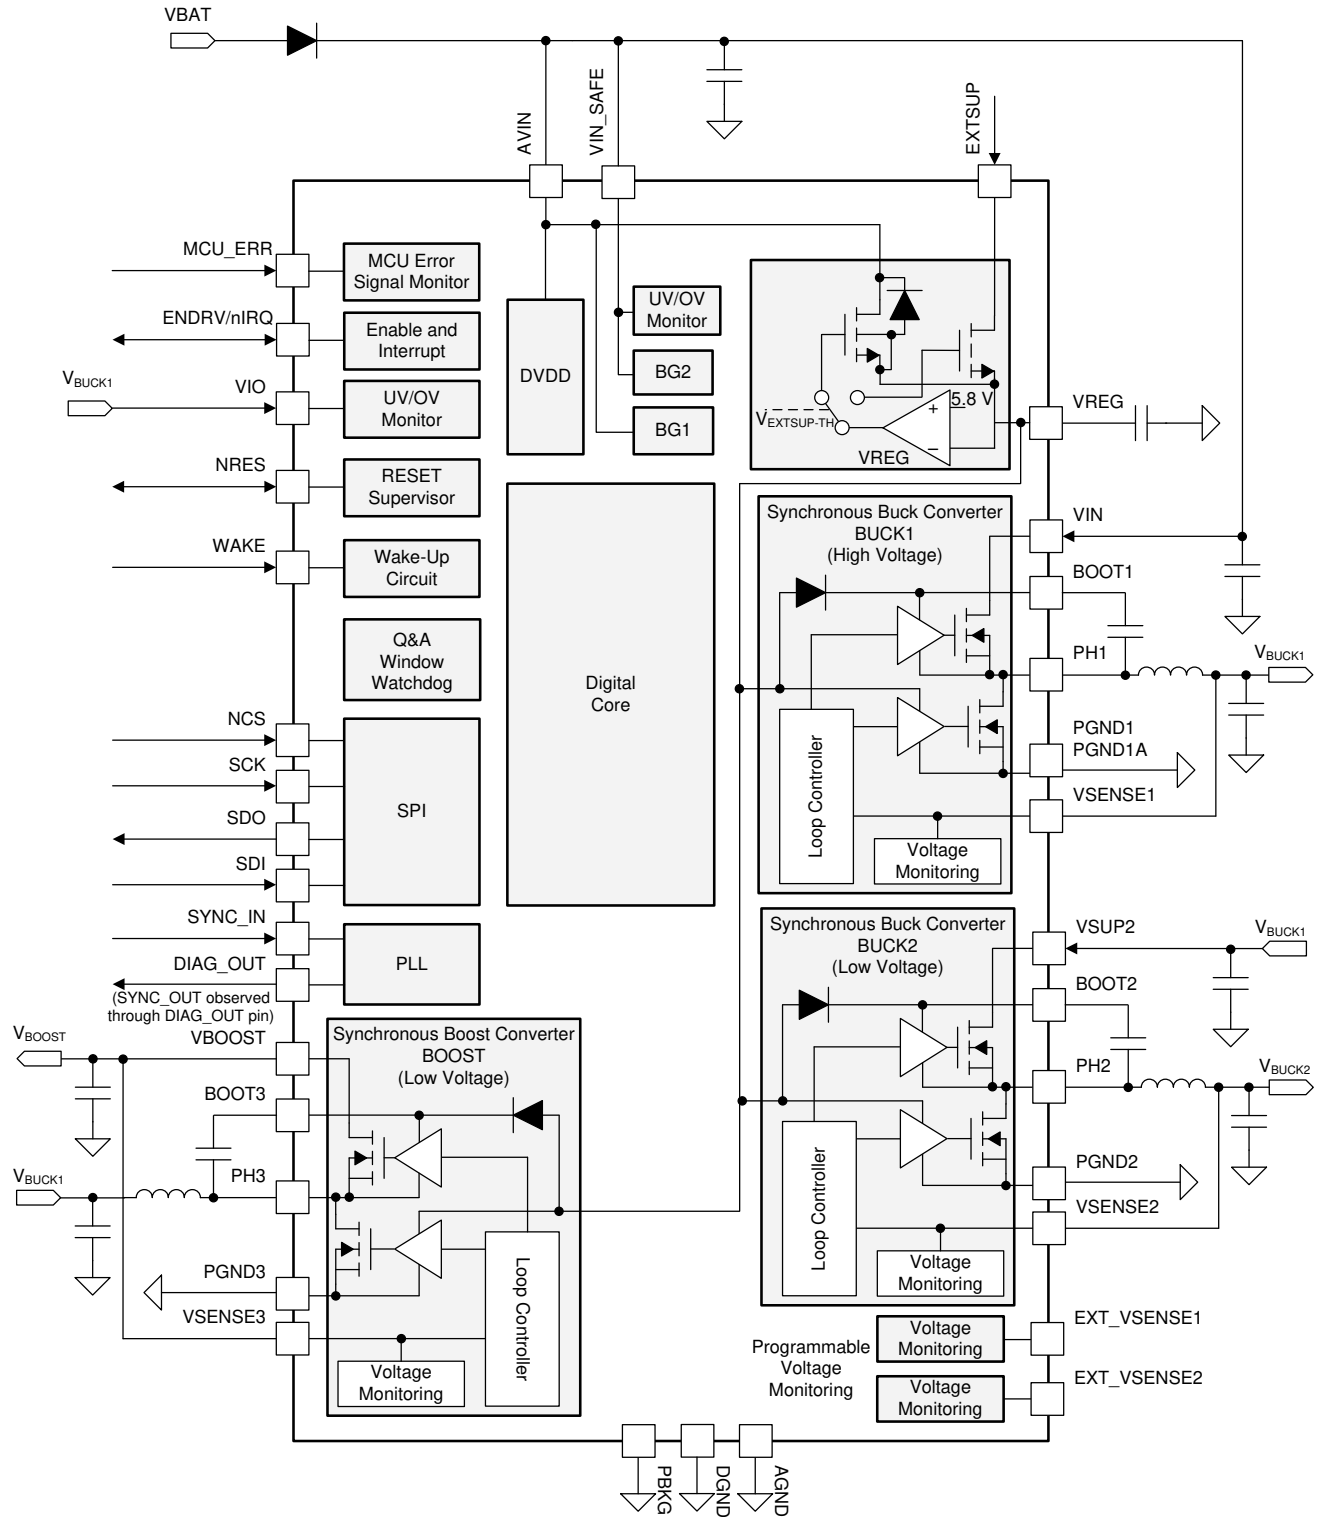 VBAT
AVIN
VIN_SAFE
EXTSUP
MCU_ERR
MCU Error
Signal Monitor
ENDRV/nIRQ
Enable and
Interrupt
VBUCK1
VIO
UV/OV
Monitor
NRES
RESET
Supervisor
WAKE
Wake-Up
Circuit
Q&A
Window
Watchdog
NCS
SCK
SDO
SDI
SPI
SYNC_IN
DIAG_OUT
(SYNC_OUT observed
through DIAG_OUT pin)
PLL
DVDD
UV/OV
Monitor
BG2
BG1
Digital
Core
5.8 V
+
–
VEXTSUP-TH
VREG
VREG
Synchronous Buck Converter
BUCK1
(High Voltage)
Loop Controller
Voltage
Monitoring
VIN
BOOT1
PH1
VBUCK1
PGND1
PGND1A
VSENSE1
Synchronous Buck Converter
BUCK2
(Low Voltage)
Loop Controller
Voltage
Monitoring
VSUP2
VBUCK1
BOOT2
PH2
VBUCK2
PGND2
VSENSE2
VBOOST
VBOOST
BOOT3
VBUCK1
PH3
PGND3
VSENSE3
Synchronous Boost Converter
BOOST
(Low Voltage)
Loop Controller
Voltage
Monitoring
Programmable
Voltage
Monitoring
Voltage
Monitoring
EXT_VSENSE1
Voltage
Monitoring
EXT_VSENSE2
PBKG
DGND
AGND